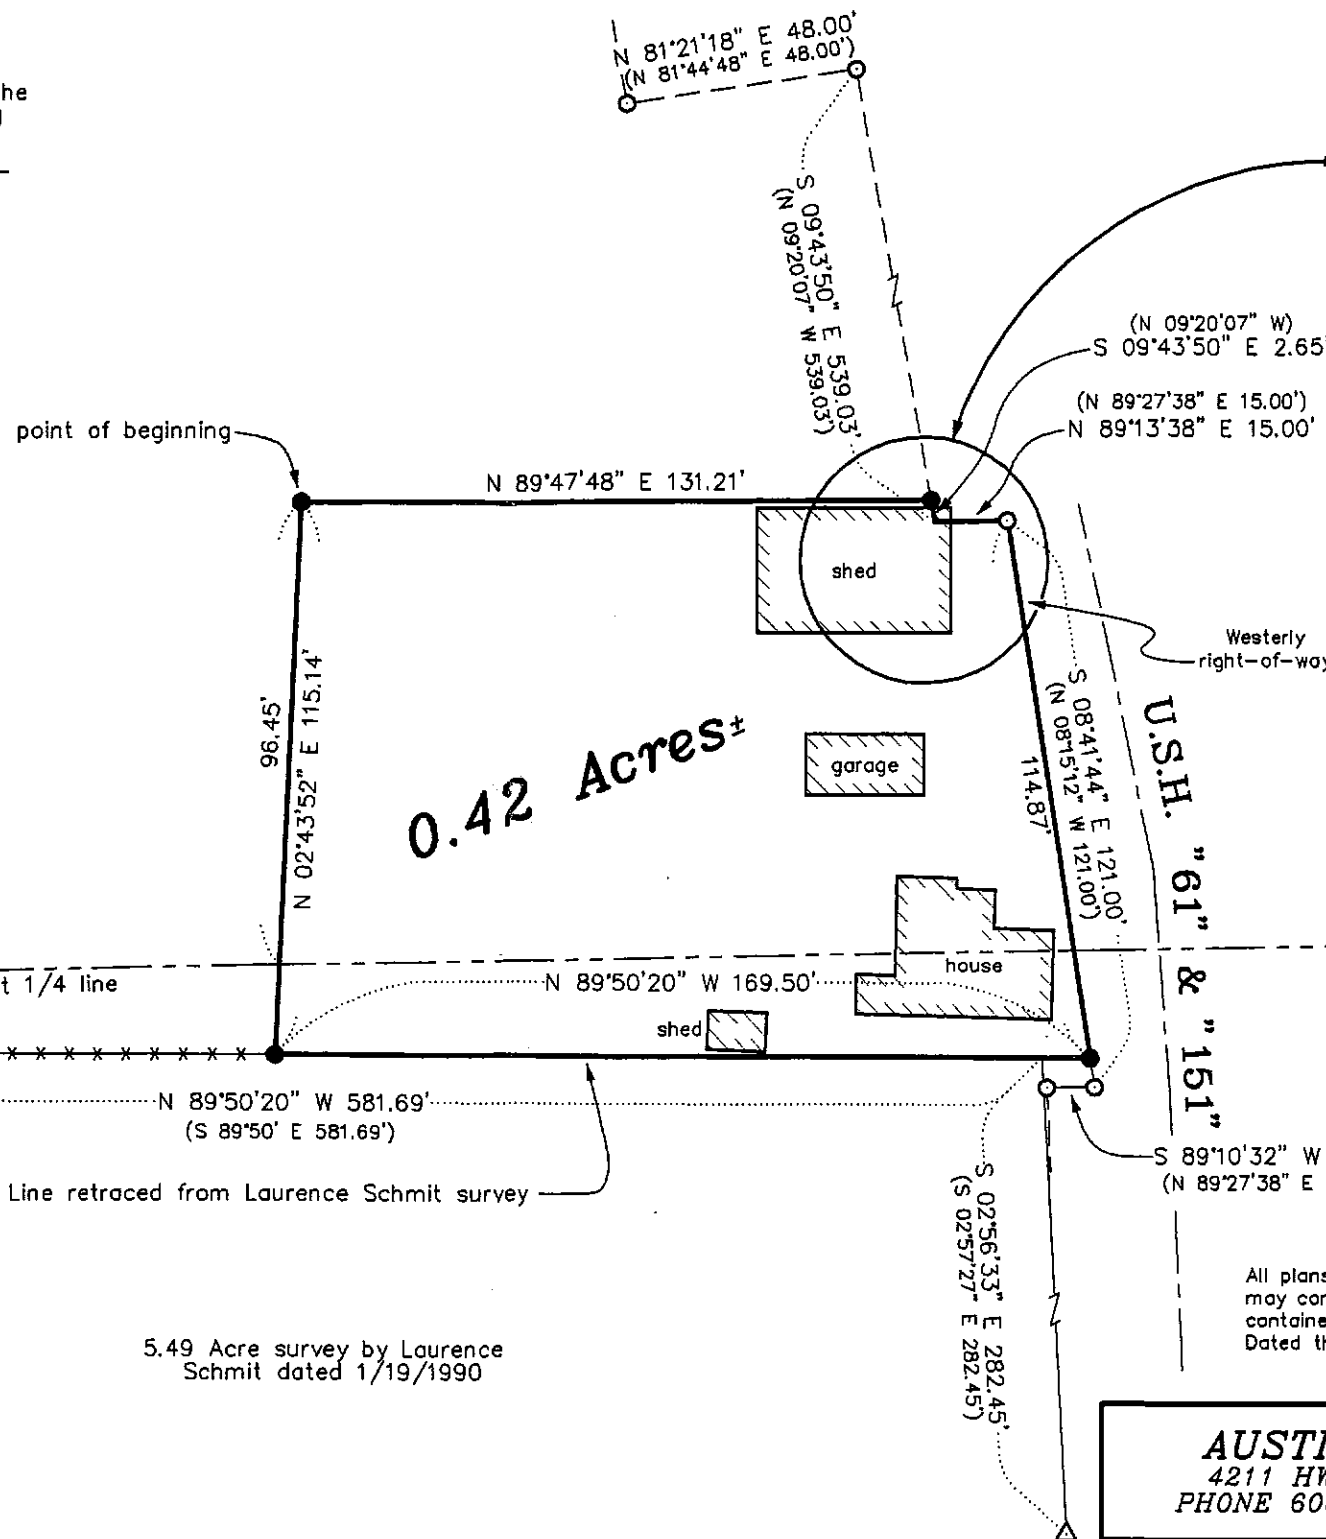 N 81°21'18" E 48.00'
(N 81°44'48" E 48.00')
he
S 09°43'50" E 539.03'
(N 09°20'07" W 539.03')
(N 09°20'07" W)
S 09°43'50" E 2.65'
(N 89°27'38" E 15.00')
N 89°13'38" E 15.00'
point of beginning
N 89°47'48" E 131.21'
shed
Westerly
right-of-way
96.45'
N 02°43'52" E 115.14'
0.42 Acres±
garage
S 08°41'44" E 121.00'
(N 08°15'12" W 121.00')
114.87'
U.S.H. "61" & "151"
t 1/4 line
N 89°50'20" W 169.50'
house
shed
N 89°50'20" W 581.69'
(S 89°50' E 581.69')
S 89°10'32" W
(N 89°27'38" E
Line retraced from Laurence Schmit survey
S 02°56'33" E 282.45'
(S 02°57'27" E 282.45')
All plans
may con
containe
Dated th
5.49 Acre survey by Laurence
Schmit dated 1/19/1990
AUSTI
4211 HW
PHONE 60